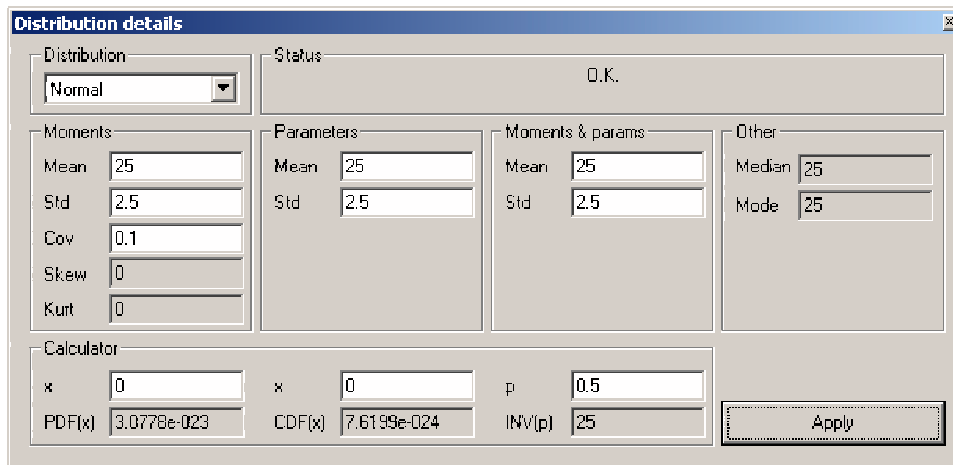 Distribution details
Distribution
Normal
Status
O.K.
Moments
Mean 25
Std 2.5
Cov 0.1
Skew 0
Kurt 0
Parameters
Mean 25
Std 2.5
Moments & params
Mean 25
Std 2.5
Other
Median 25
Mode 25
Calculator
x 0
PDF(x) 3.0778e-023
x 0
CDF(x) 7.6199e-024
p 0.5
INV(p) 25
Apply